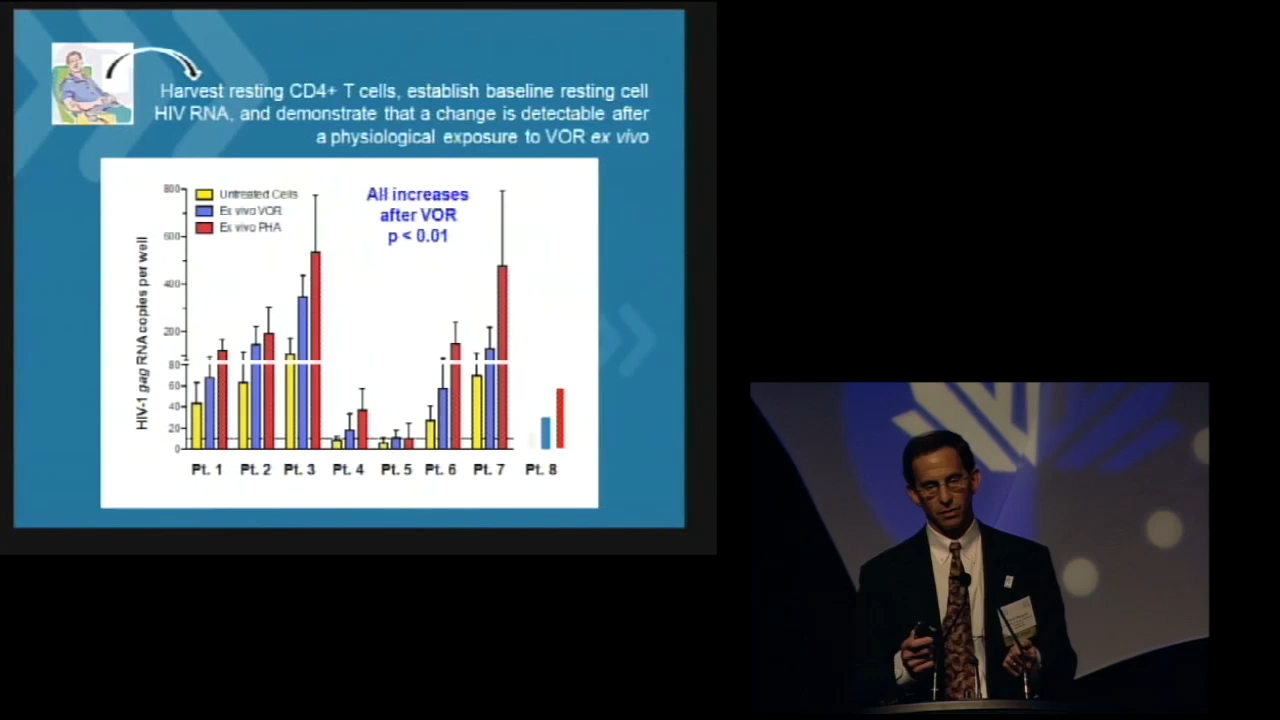 Harvest resting CD4+ T cells, establish baseline resting cell
HIV RNA, and demonstrate that a change is detectable after
a physiological exposure to VOR ex vivo
All increases
after VOR
p < 0.01
Untreated Cells
Ex vivo VOR
Ex vivo PHA
HIV-1 gag RNA copies per well
800
600
400
200
80
60
40
20
0
Pt. 1
Pt. 2
Pt. 3
Pt. 4
Pt. 5
Pt. 6
Pt. 7
Pt. 8